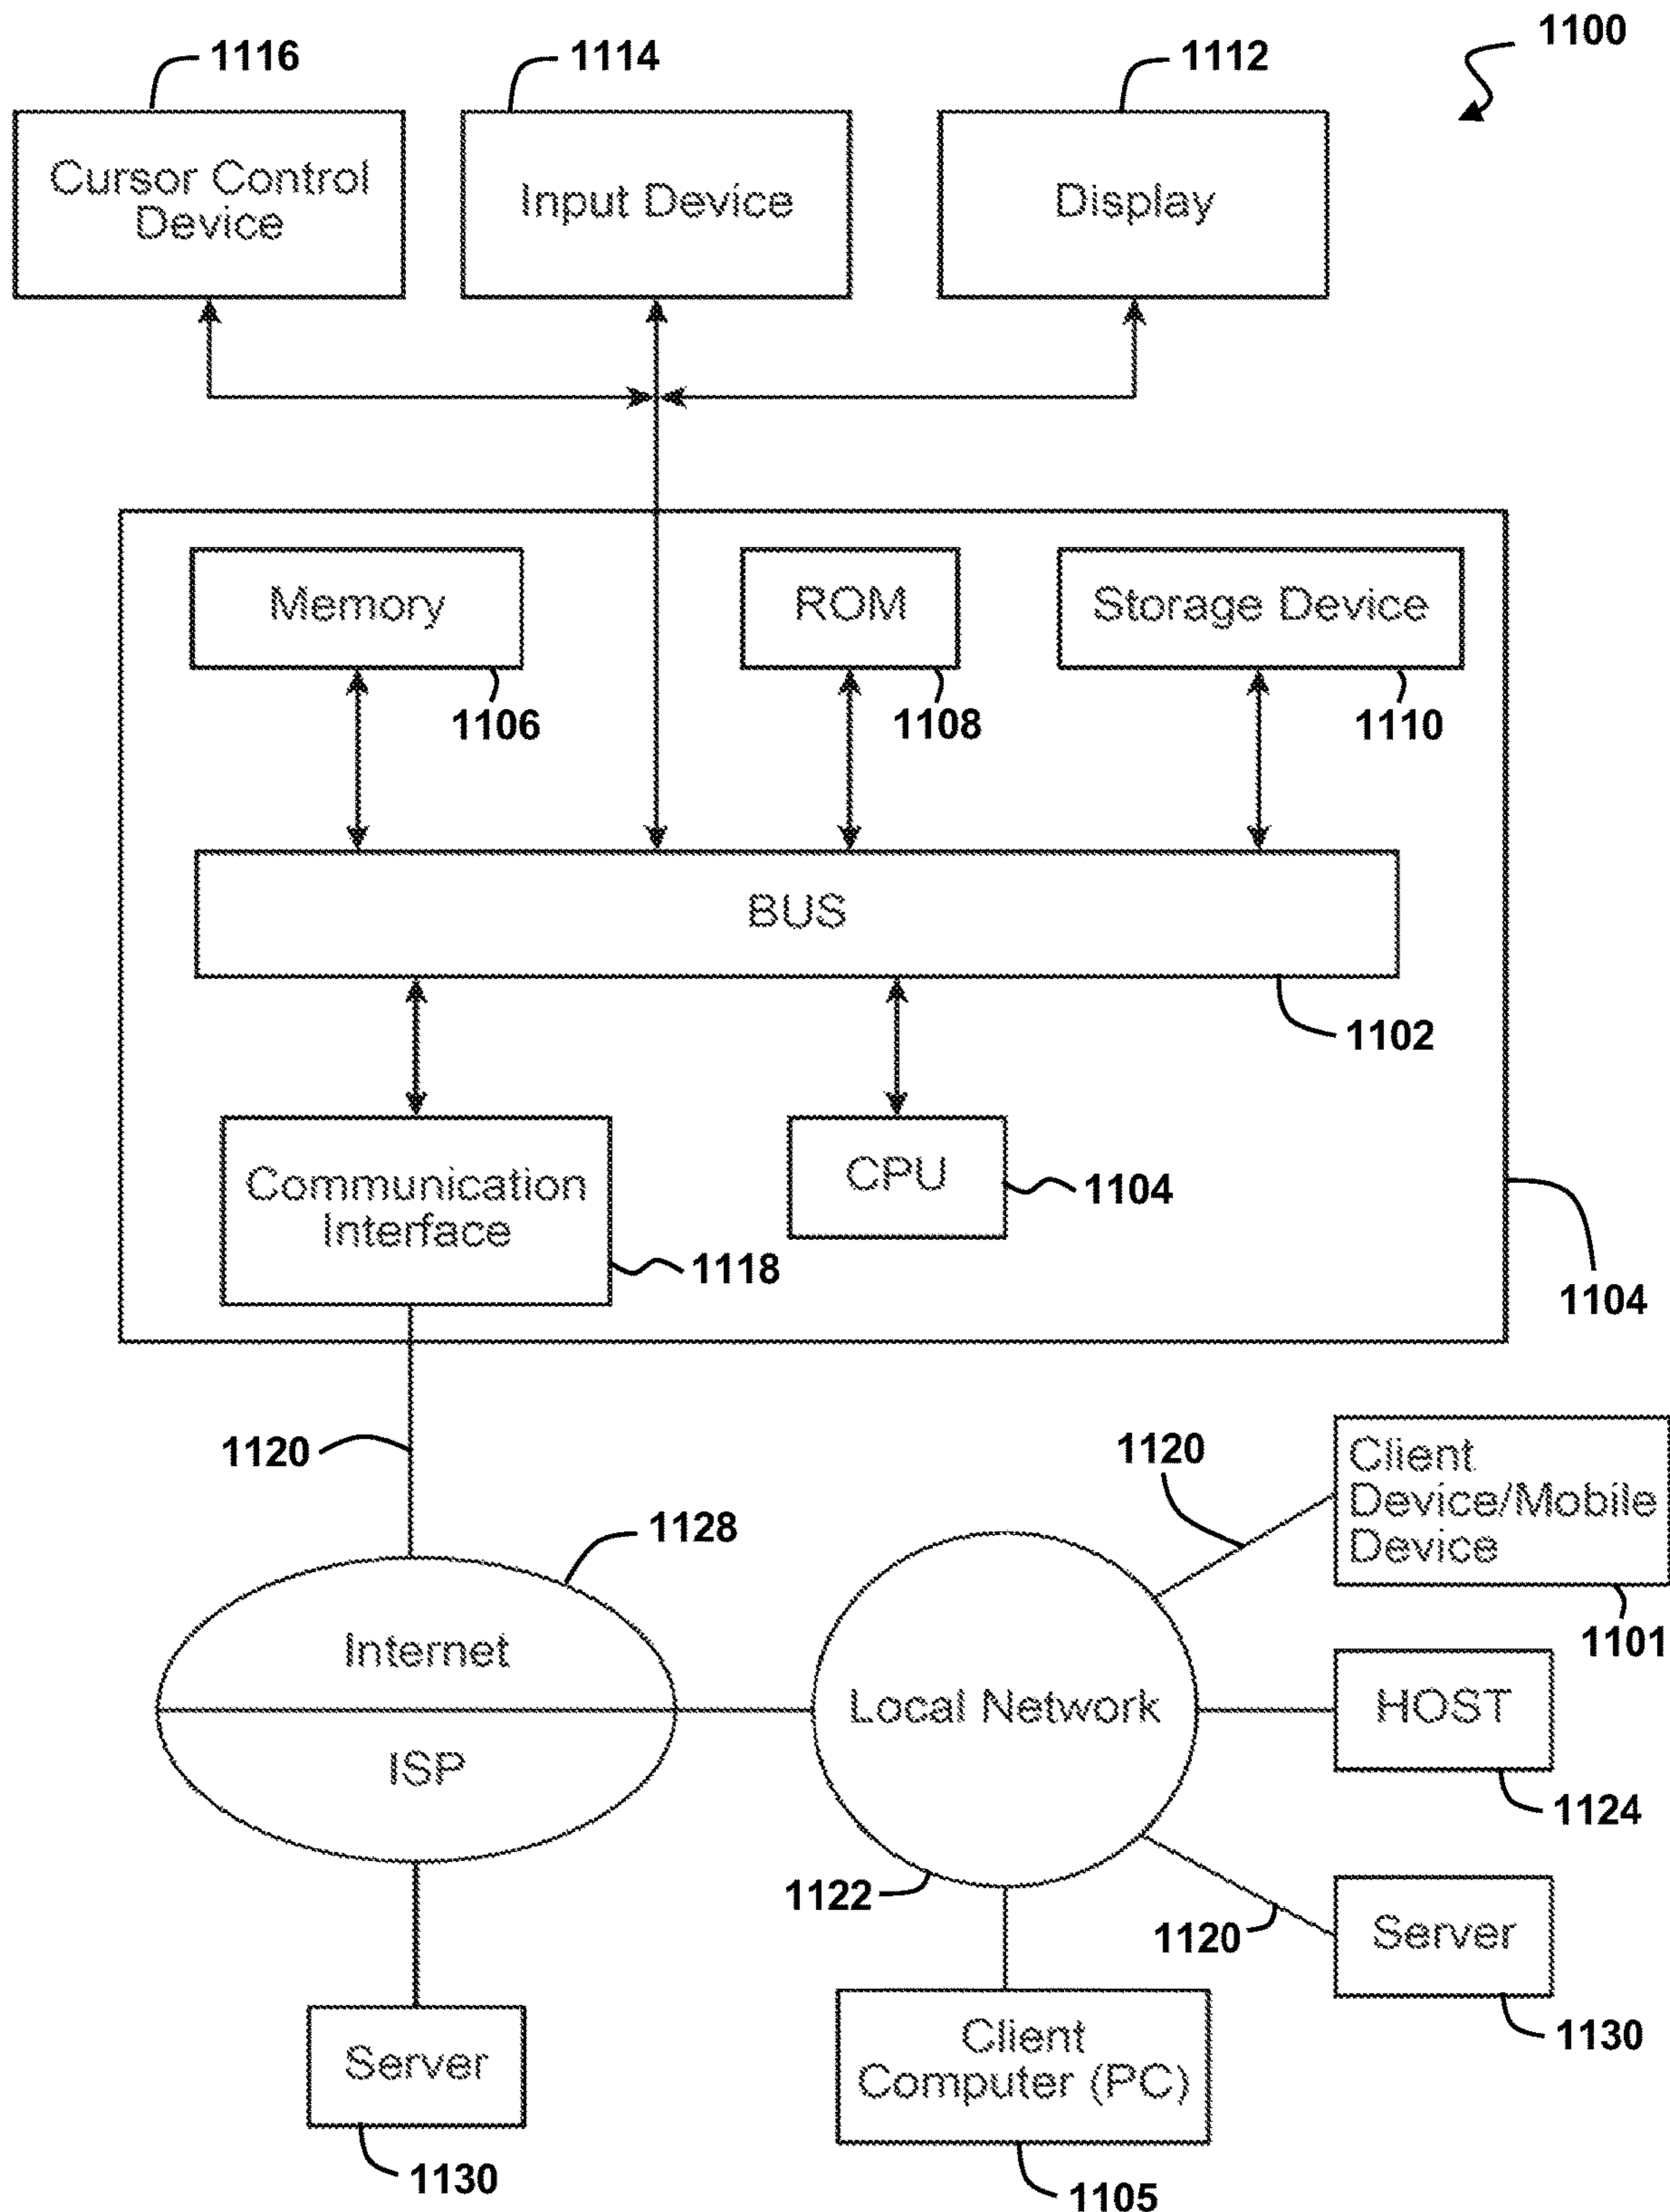 1100
1116
1114
1112
Cursor Control
Device
Input Device
Display
Memory
ROM
Storage Device
1106
1108
1110
BUS
1102
Communication
Interface
CPU
1104
1118
1104
1120
1120
Client
Device/Mobile
Device
1128
1101
Internet
ISP
Local Network
HOST
1124
1122
1120
Server
1130
Server
1130
Client
Computer (PC)
1105